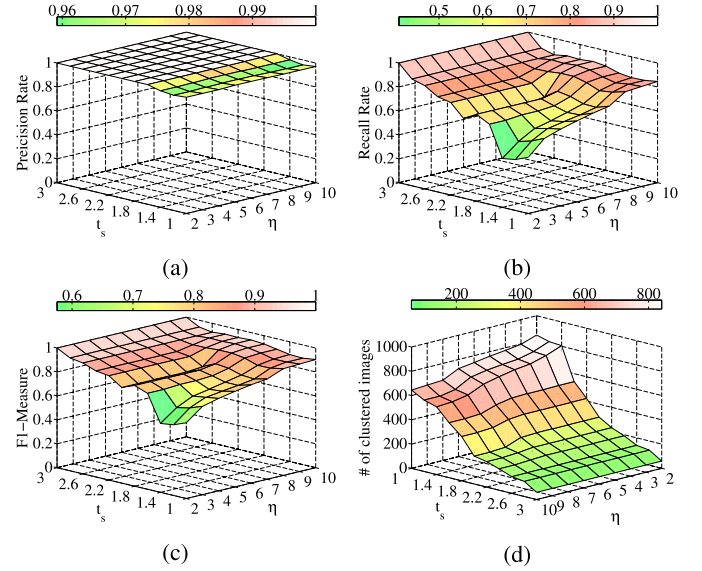 0.96 0.97 0.98 0.99 1
1
0.8
0.6
0.4
0.2
0
Preicision Rate
3 2.6 2.2 1.8 1.4 1
t_s
2 3 4 5 6 7 8 9 10
η
(a)
0.5 0.6 0.7 0.8 0.9 1
1
0.8
0.6
0.4
0.2
0
Recall Rate
3 2.6 2.2 1.8 1.4 1
t_s
2 3 4 5 6 7 8 9 10
η
(b)
0.6 0.7 0.8 0.9 1
1
0.8
0.6
0.4
0.2
0
F1-Measure
3 2.6 2.2 1.8 1.4 1
t_s
2 3 4 5 6 7 8 9 10
η
(c)
200 400 600 800
1000
800
600
400
200
0
# of clustered images
1 1.4 1.8 2.2 2.6 3
t_s
10 9 8 7 6 5 4 3 2
η
(d)